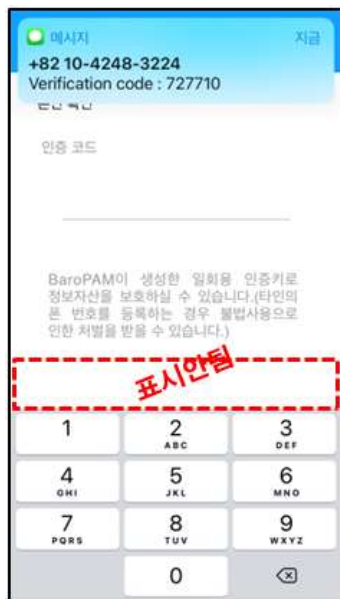 메시지 지금
+82 10-4248-3224
Verification code : 727710
본인 확인
인증 코드
BaroPAM이 생성한 일회용 인증키로
정보자산을 보호하실 수 있습니다.(타인의
폰 번호를 등록하는 경우 불법사용으로
인한 처벌을 받을 수 있습니다.)
표시안됨
1 2 3
ABC DEF
4 5 6
GHI JKL MNO
7 8 9
PQRS TUV WXYZ
0